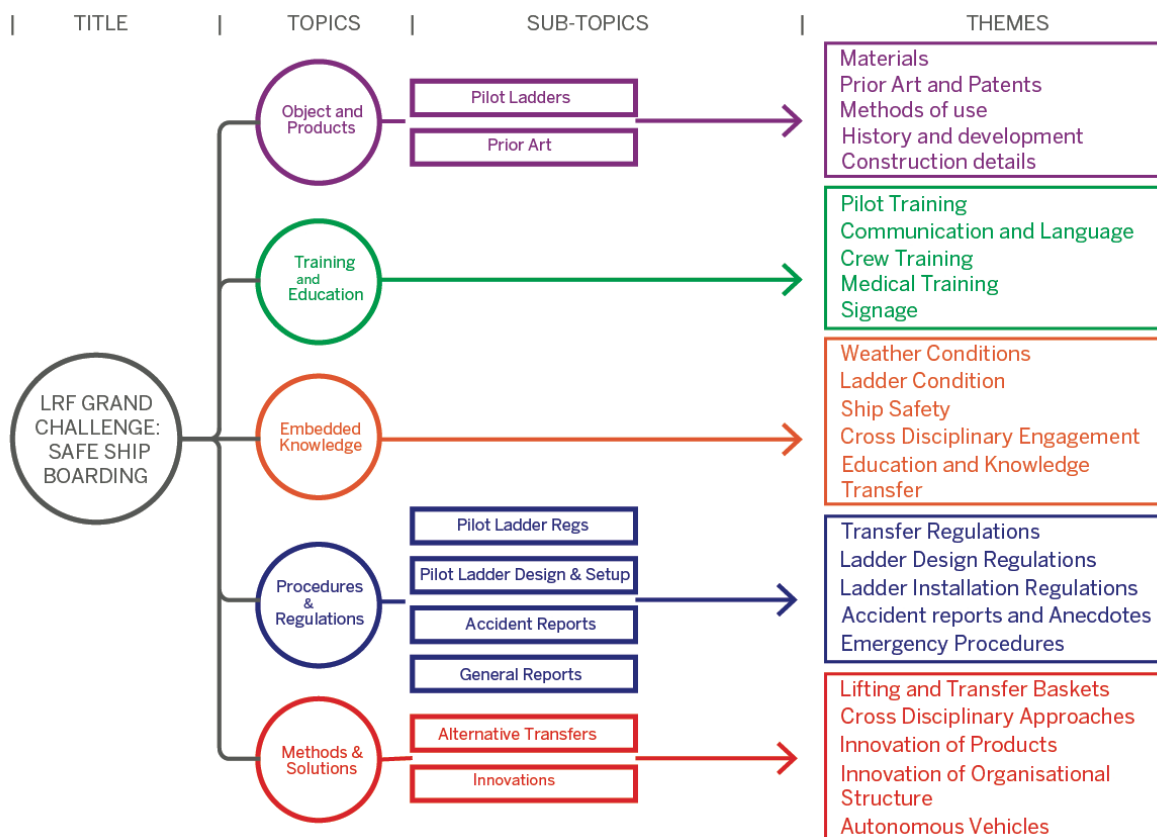 TITLE
TOPICS
SUB-TOPICS
THEMES
LRF GRAND
CHALLENGE:
SAFE SHIP
BOARDING
Object and
Products
Pilot Ladders
Prior Art
Materials
Prior Art and Patents
Methods of use
History and development
Construction details
Training
and
Education
Pilot Training
Communication and Language
Crew Training
Medical Training
Signage
Embedded
Knowledge
Weather Conditions
Ladder Condition
Ship Safety
Cross Disciplinary Engagement
Education and Knowledge
Transfer
Procedures
&
Regulations
Pilot Ladder Regs
Pilot Ladder Design & Setup
Accident Reports
General Reports
Transfer Regulations
Ladder Design Regulations
Ladder Installation Regulations
Accident reports and Anecdotes
Emergency Procedures
Methods &
Solutions
Alternative Transfers
Innovations
Lifting and Transfer Baskets
Cross Disciplinary Approaches
Innovation of Products
Innovation of Organisational
Structure
Autonomous Vehicles